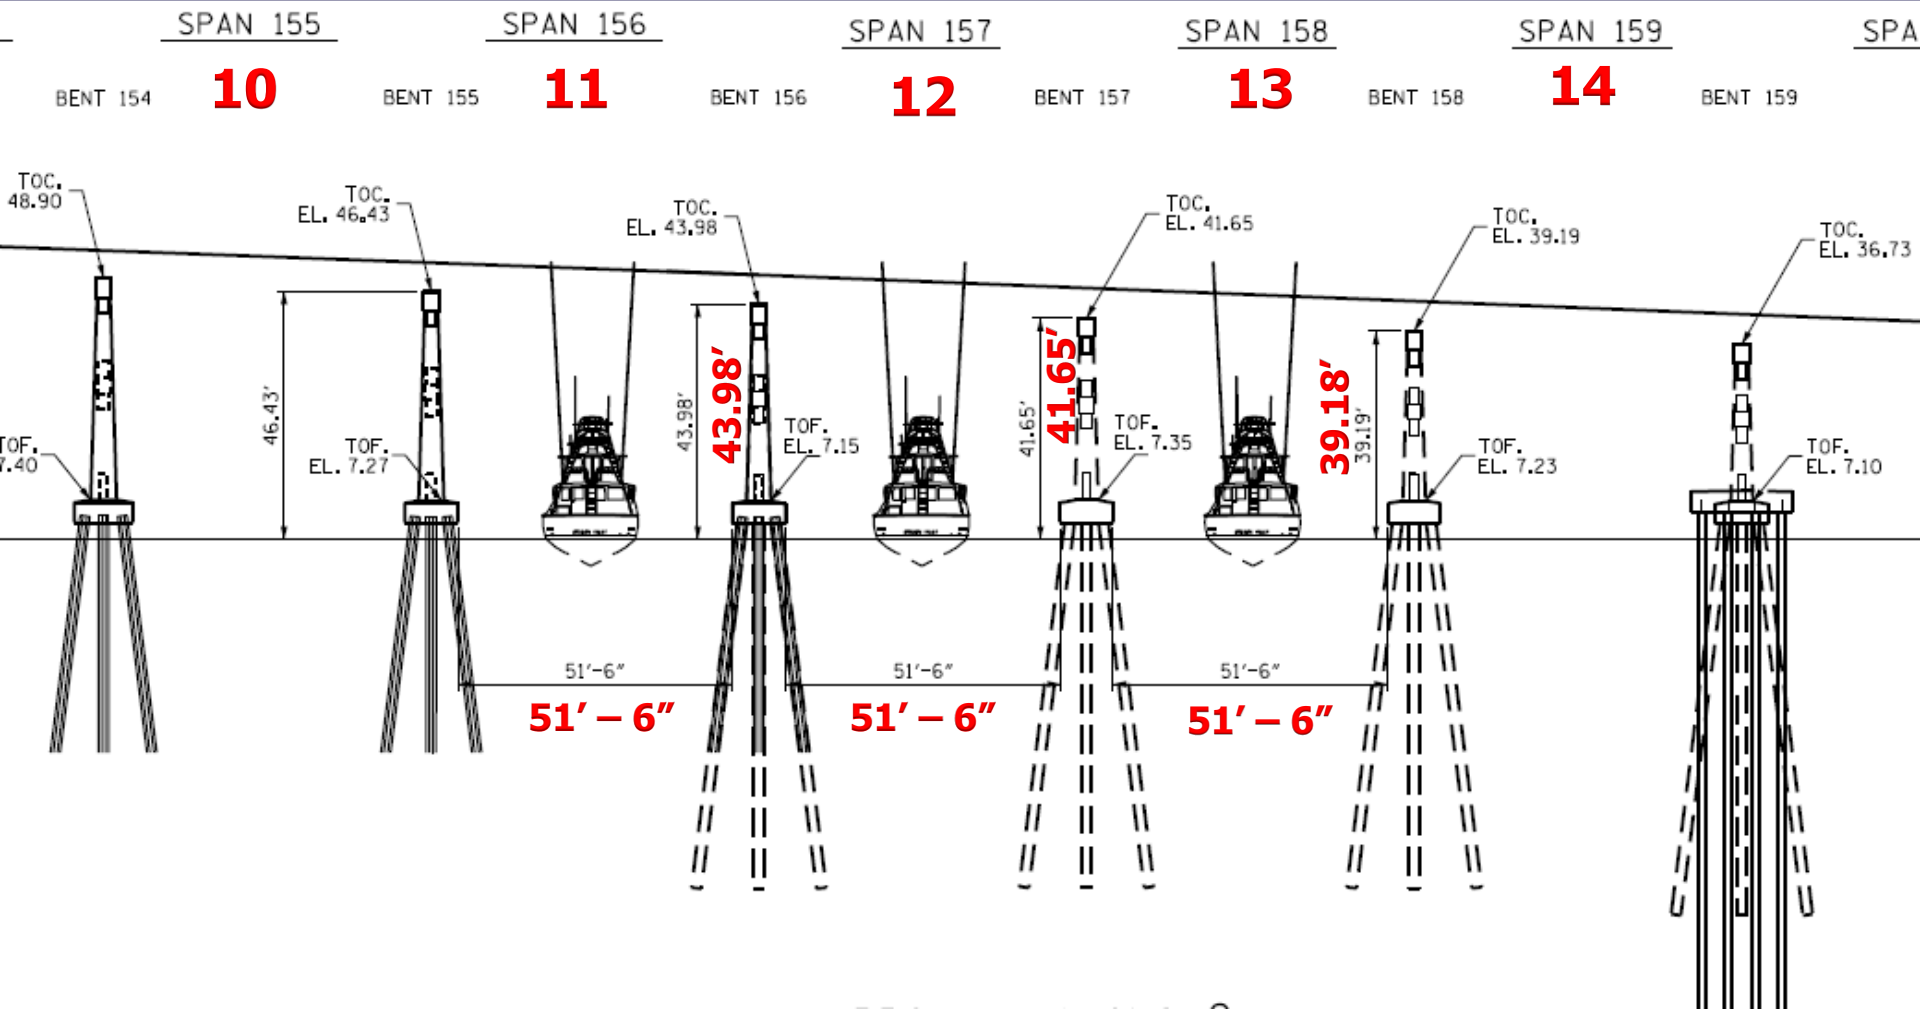 SPAN 155
SPAN 156
SPAN 157
SPAN 158
SPAN 159
SPA
BENT 154
10
BENT 155
11
BENT 156
12
BENT 157
13
BENT 158
14
BENT 159
TOC.
48.90
TOC.
EL. 46.43
TOC.
EL. 43.98
TOC.
EL. 41.65
TOC.
EL. 39.19
TOC.
EL. 36.73
46.43'
43.98'
43.98'
41.65'
41.65'
39.18'
39.19'
TOF.
7.40
TOF.
EL. 7.27
TOF.
EL. 7.15
TOF.
EL. 7.35
TOF.
EL. 7.23
TOF.
EL. 7.10
51'-6"
51'-6"
51'-6"
51' – 6"
51' – 6"
51' – 6"